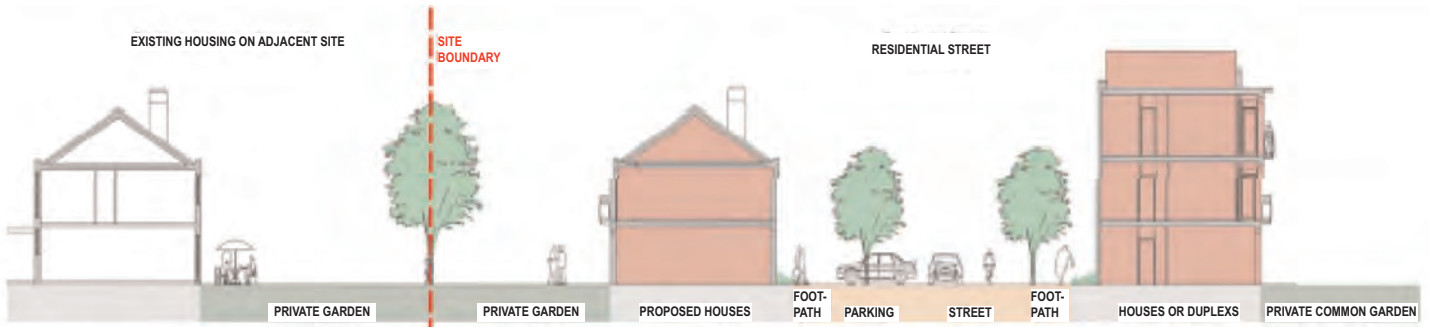 EXISTING HOUSING ON ADJACENT SITE
SITE
BOUNDARY
RESIDENTIAL STREET
PRIVATE GARDEN
PRIVATE GARDEN
PROPOSED HOUSES
FOOT-
PATH
PARKING
STREET
FOOT-
PATH
HOUSES OR DUPLEXS
PRIVATE COMMON GARDEN